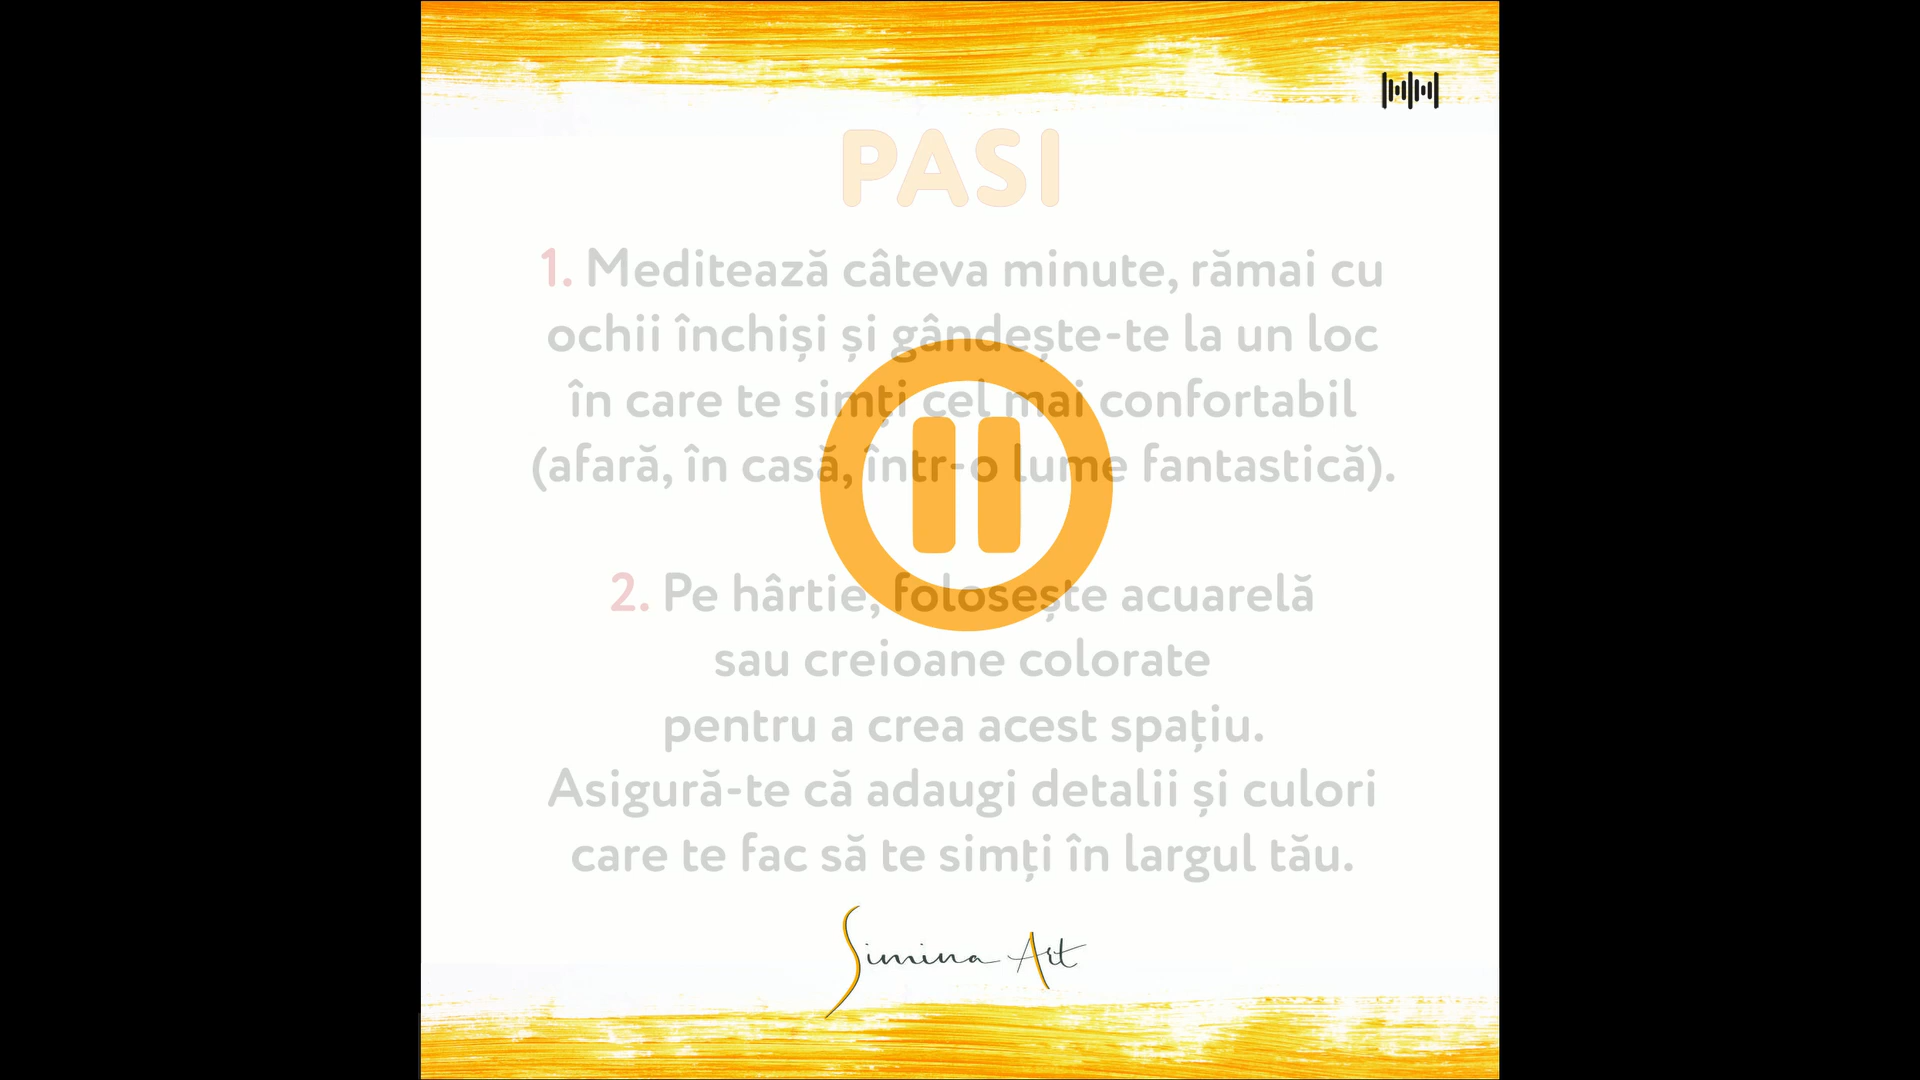 PASI
1. Meditează câteva minute, rămai cu
ochii închiși și gândește-te la un loc
în care te simți cel mai confortabil
(afară, în casă, într-o lume fantastică).
2. Pe hârtie, folosește acuarelă
sau creioane colorate
pentru a crea acest spațiu.
Asigură-te că adaugi detalii și culori
care te fac să te simți în largul tău.
Simina Art